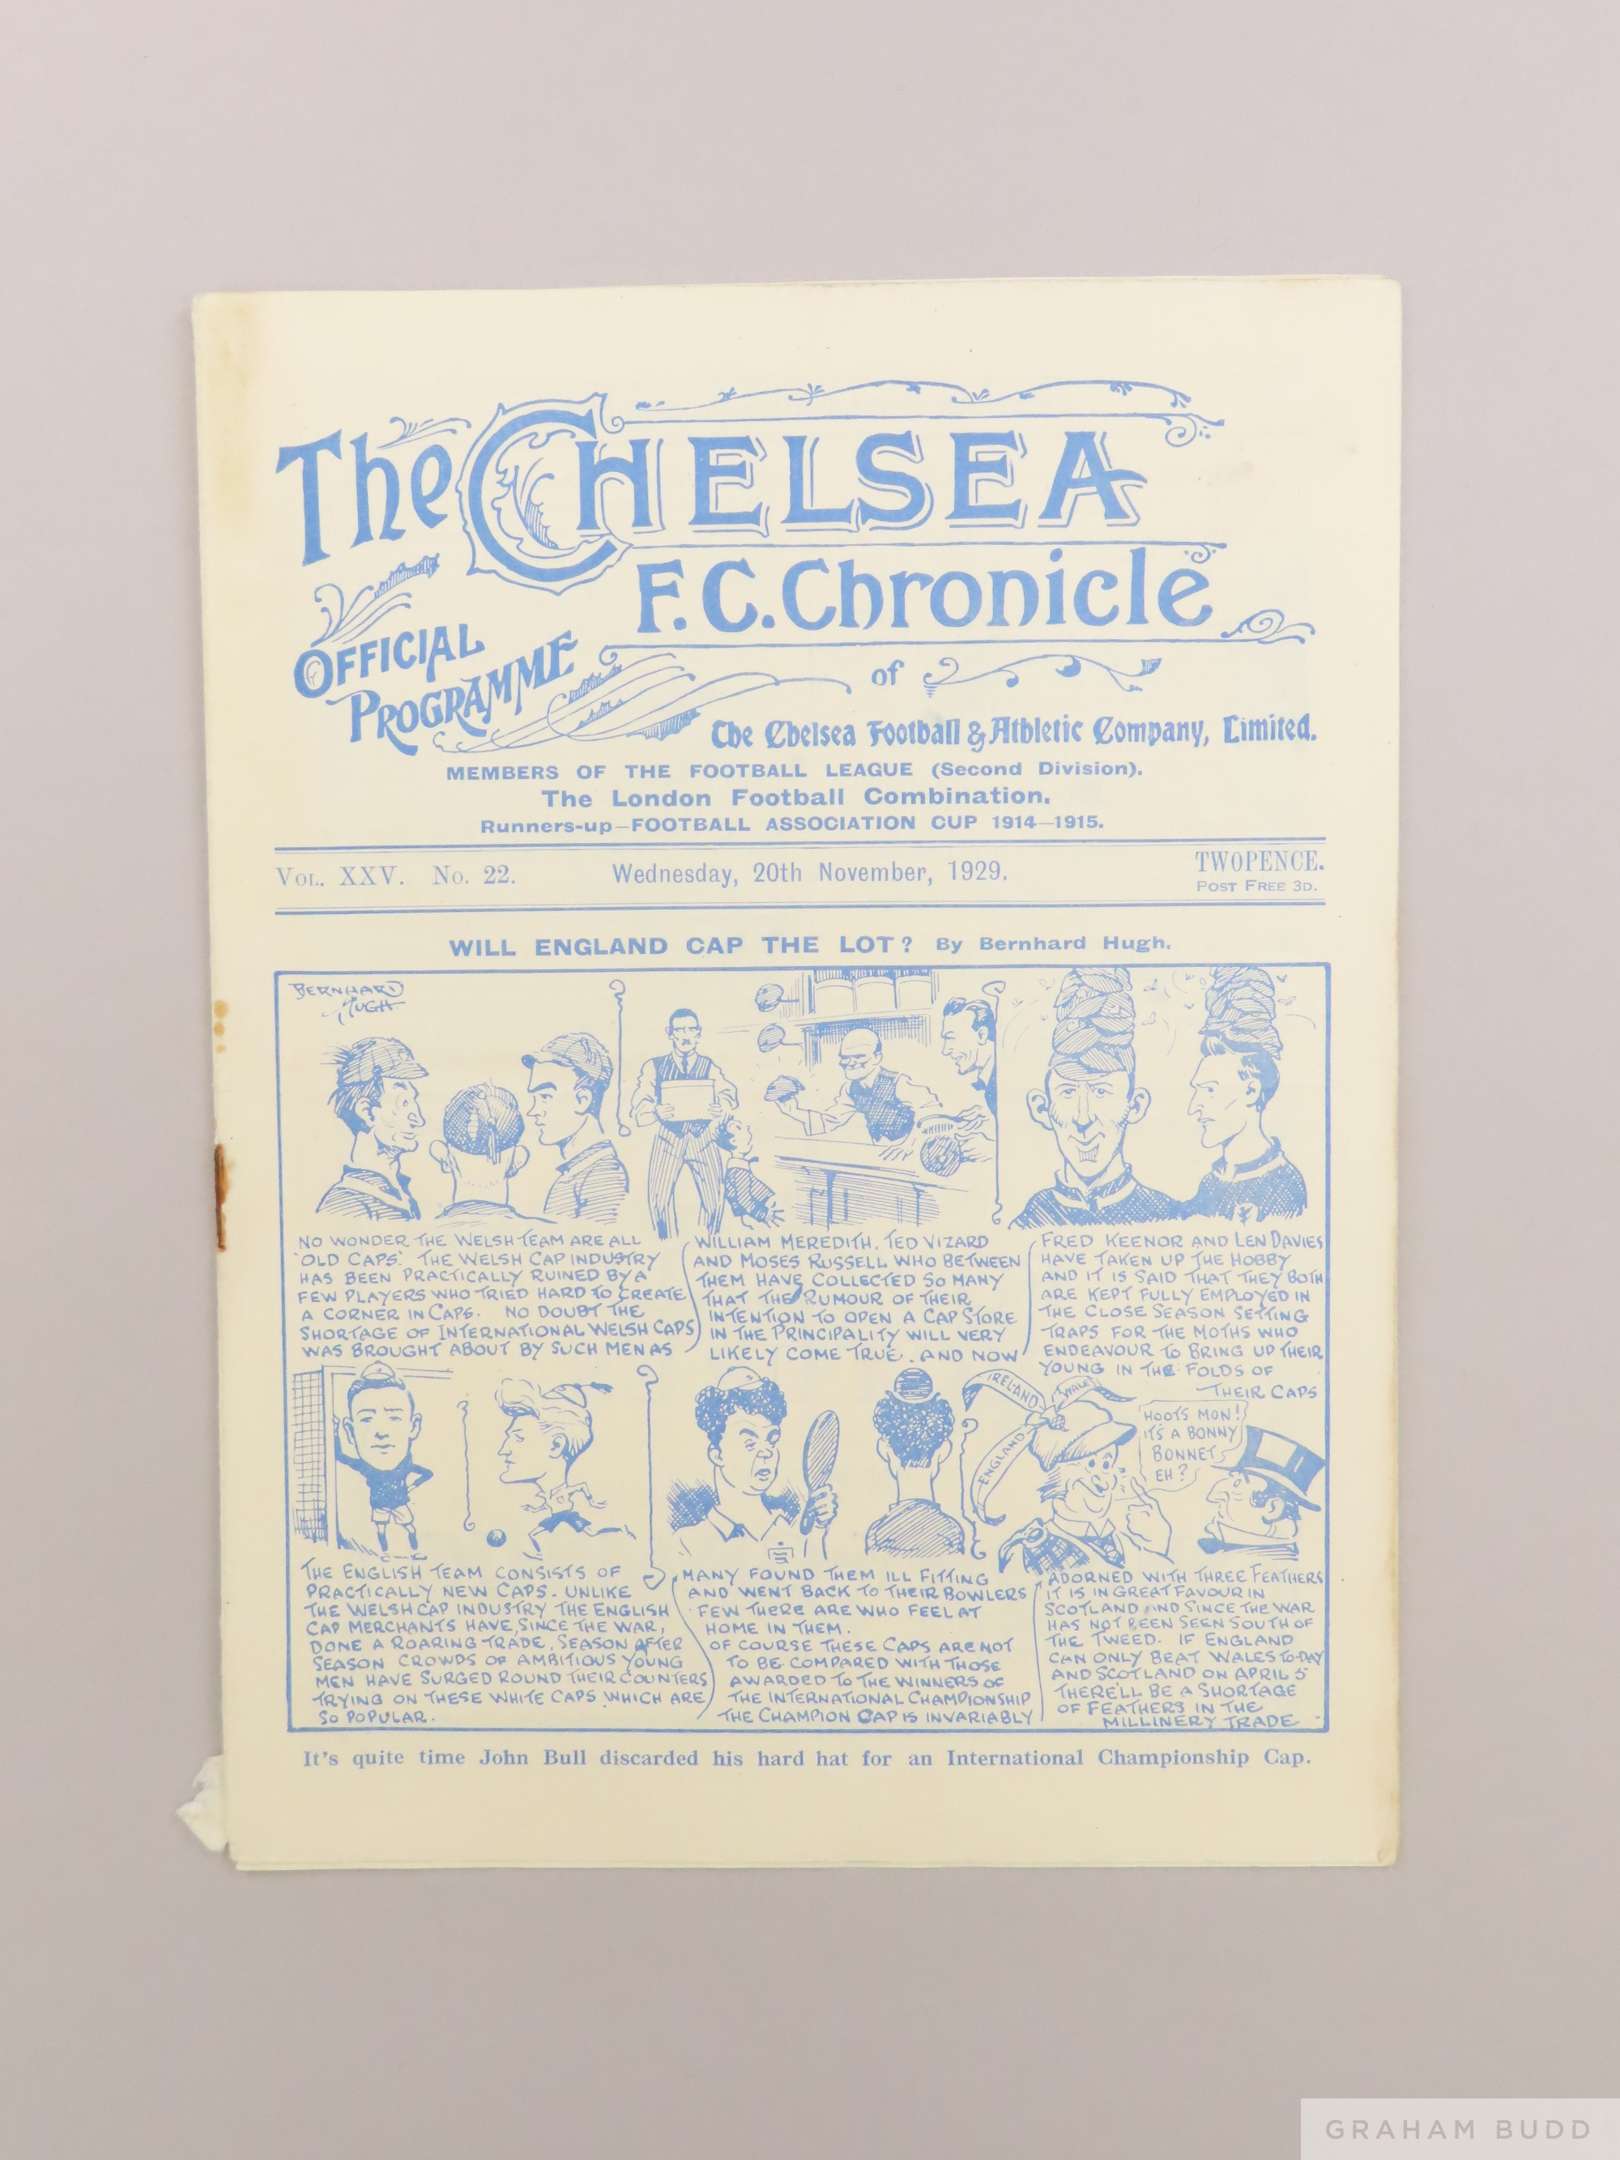 The CHELSEA
F.C. Chronicle
OFFICIAL
PROGRAMME
of
The Chelsea Football & Athletic Company, Limited.
MEMBERS OF THE FOOTBALL LEAGUE (Second Division).
The London Football Combination.
Runners-up—FOOTBALL ASSOCIATION CUP 1914—1915.
VOL. XXV. No. 22.
Wednesday, 20th November, 1929.
TWOPENCE.
POST FREE 3D.
WILL ENGLAND CAP THE LOT? By Bernhard Hugh.
BERNHARD
HUGH
NO WONDER THE WELSH TEAM ARE ALL
'OLD CAPS'. THE WELSH CAP INDUSTRY
HAS BEEN PRACTICALLY RUINED BY A
FEW PLAYERS WHO TRIED HARD TO CREATE
A CORNER IN CAPS. NO DOUBT THE
SHORTAGE OF INTERNATIONAL WELSH CAPS
WAS BROUGHT ABOUT BY SUCH MEN AS
WILLIAM MEREDITH, TED VIZARD
AND MOSES RUSSELL WHO BETWEEN
THEM HAVE COLLECTED SO MANY
THAT THE RUMOUR OF THEIR
INTENTION TO OPEN A CAP STORE
IN THE PRINCIPALITY WILL VERY
LIKELY COME TRUE. AND NOW
FRED KEENOR AND LEN DAVIES
HAVE TAKEN UP THE HOBBY
AND IT IS SAID THAT THEY BOTH
ARE KEPT FULLY EMPLOYED IN
THE CLOSE SEASON SETTING
TRAPS FOR THE MOTHS WHO
ENDEAVOUR TO BRING UP THEIR
YOUNG IN THE FOLDS OF
THEIR CAPS
IRELAND
WALES
ENGLAND
HOOTS MON!
ITS A BONNY
BONNET,
EH?
THE ENGLISH TEAM CONSISTS OF
PRACTICALLY NEW CAPS. UNLIKE
THE WELSH CAP INDUSTRY THE ENGLISH
CAP MERCHANTS HAVE, SINCE THE WAR,
DONE A ROARING TRADE, SEASON AFTER
SEASON CROWDS OF AMBITIOUS YOUNG
MEN HAVE SURGED ROUND THEIR COUNTERS
TRYING ON THESE WHITE CAPS WHICH ARE
SO POPULAR.
MANY FOUND THEM ILL FITTING
AND WENT BACK TO THEIR BOWLERS
FEW THERE ARE WHO FEEL AT
HOME IN THEM.
OF COURSE THESE CAPS ARE NOT
TO BE COMPARED WITH THOSE
AWARDED TO THE WINNERS OF
THE INTERNATIONAL CHAMPIONSHIP
THE CHAMPION CAP IS INVARIABLY
ADORNED WITH THREE FEATHERS
IT IS IN GREAT FAVOUR IN
SCOTLAND AND SINCE THE WAR
HAS NOT BEEN SEEN SOUTH OF
THE TWEED. IF ENGLAND
CAN ONLY BEAT WALES TO-DAY
AND SCOTLAND ON APRIL 5
THERE'LL BE A SHORTAGE
OF FEATHERS IN THE
MILLINERY TRADE
It's quite time John Bull discarded his hard hat for an International Championship Cap.
GRAHAM BUDD